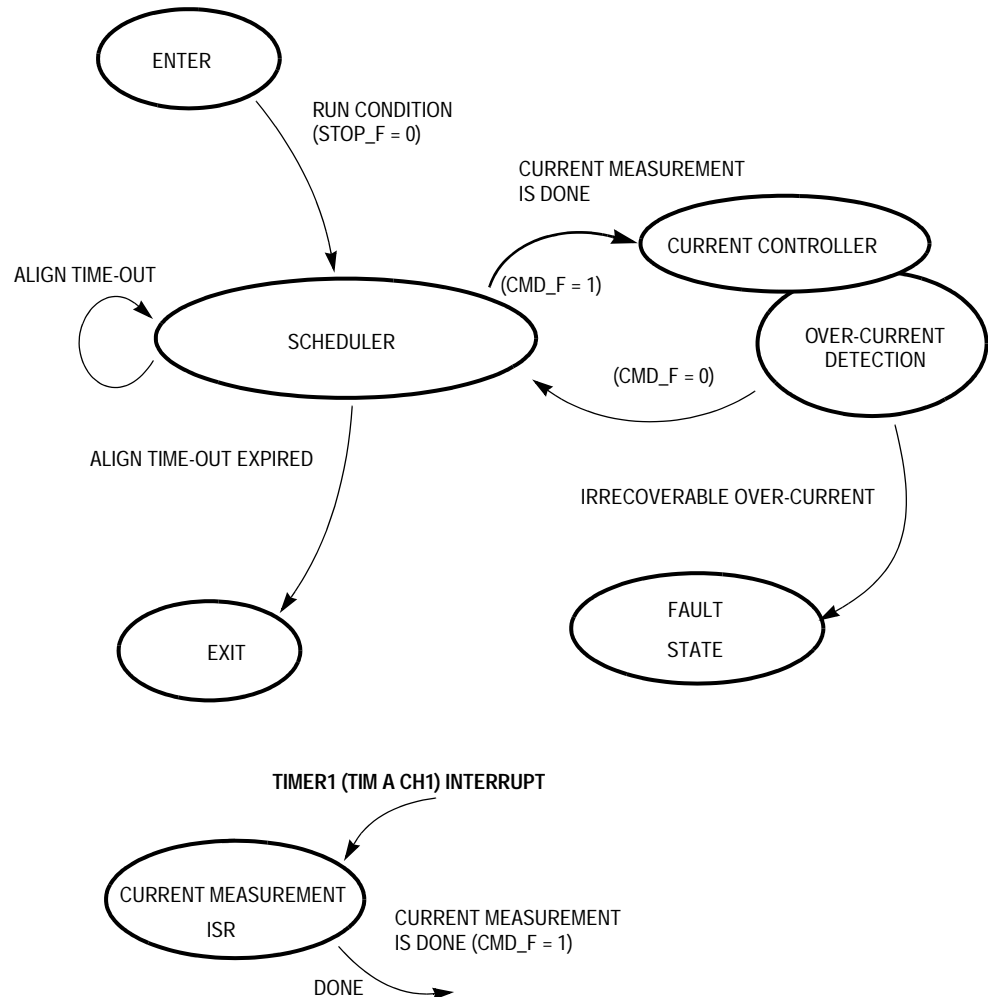 ENTER
RUN CONDITION
(STOP_F = 0)
CURRENT MEASUREMENT
IS DONE
CURRENT CONTROLLER
ALIGN TIME-OUT
(CMD_F = 1)
SCHEDULER
OVER-CURRENT
DETECTION
(CMD_F = 0)
ALIGN TIME-OUT EXPIRED
IRRECOVERABLE OVER-CURRENT
FAULT
STATE
EXIT
TIMER1 (TIM A CH1) INTERRUPT
CURRENT MEASUREMENT
ISR
CURRENT MEASUREMENT
IS DONE (CMD_F = 1)
DONE